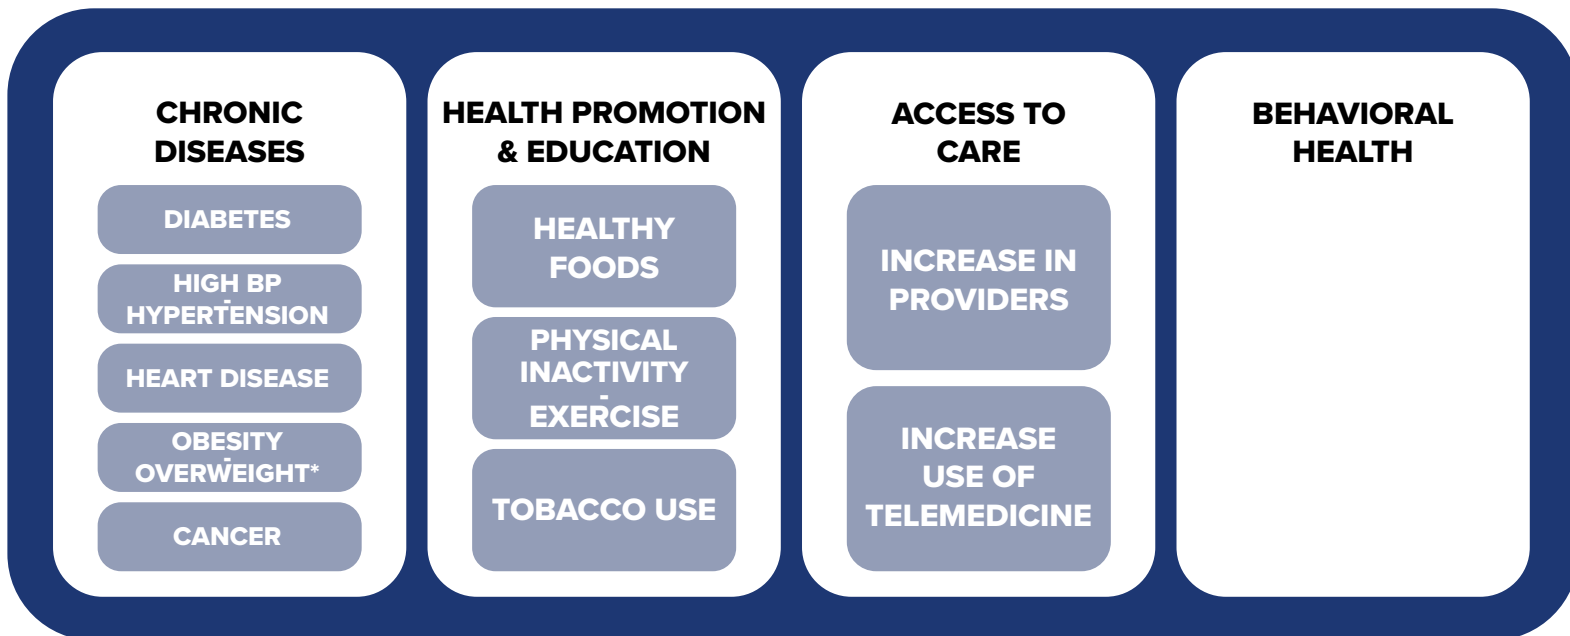 CHRONIC
DISEASES
DIABETES
HIGH BP
-
HYPERTENSION
HEART DISEASE
OBESITY
-
OVERWEIGHT*
CANCER
HEALTH PROMOTION
& EDUCATION
HEALTHY
FOODS
PHYSICAL
INACTIVITY
-
EXERCISE
TOBACCO USE
ACCESS TO
CARE
INCREASE IN
PROVIDERS
INCREASE
USE OF
TELEMEDICINE
BEHAVIORAL
HEALTH